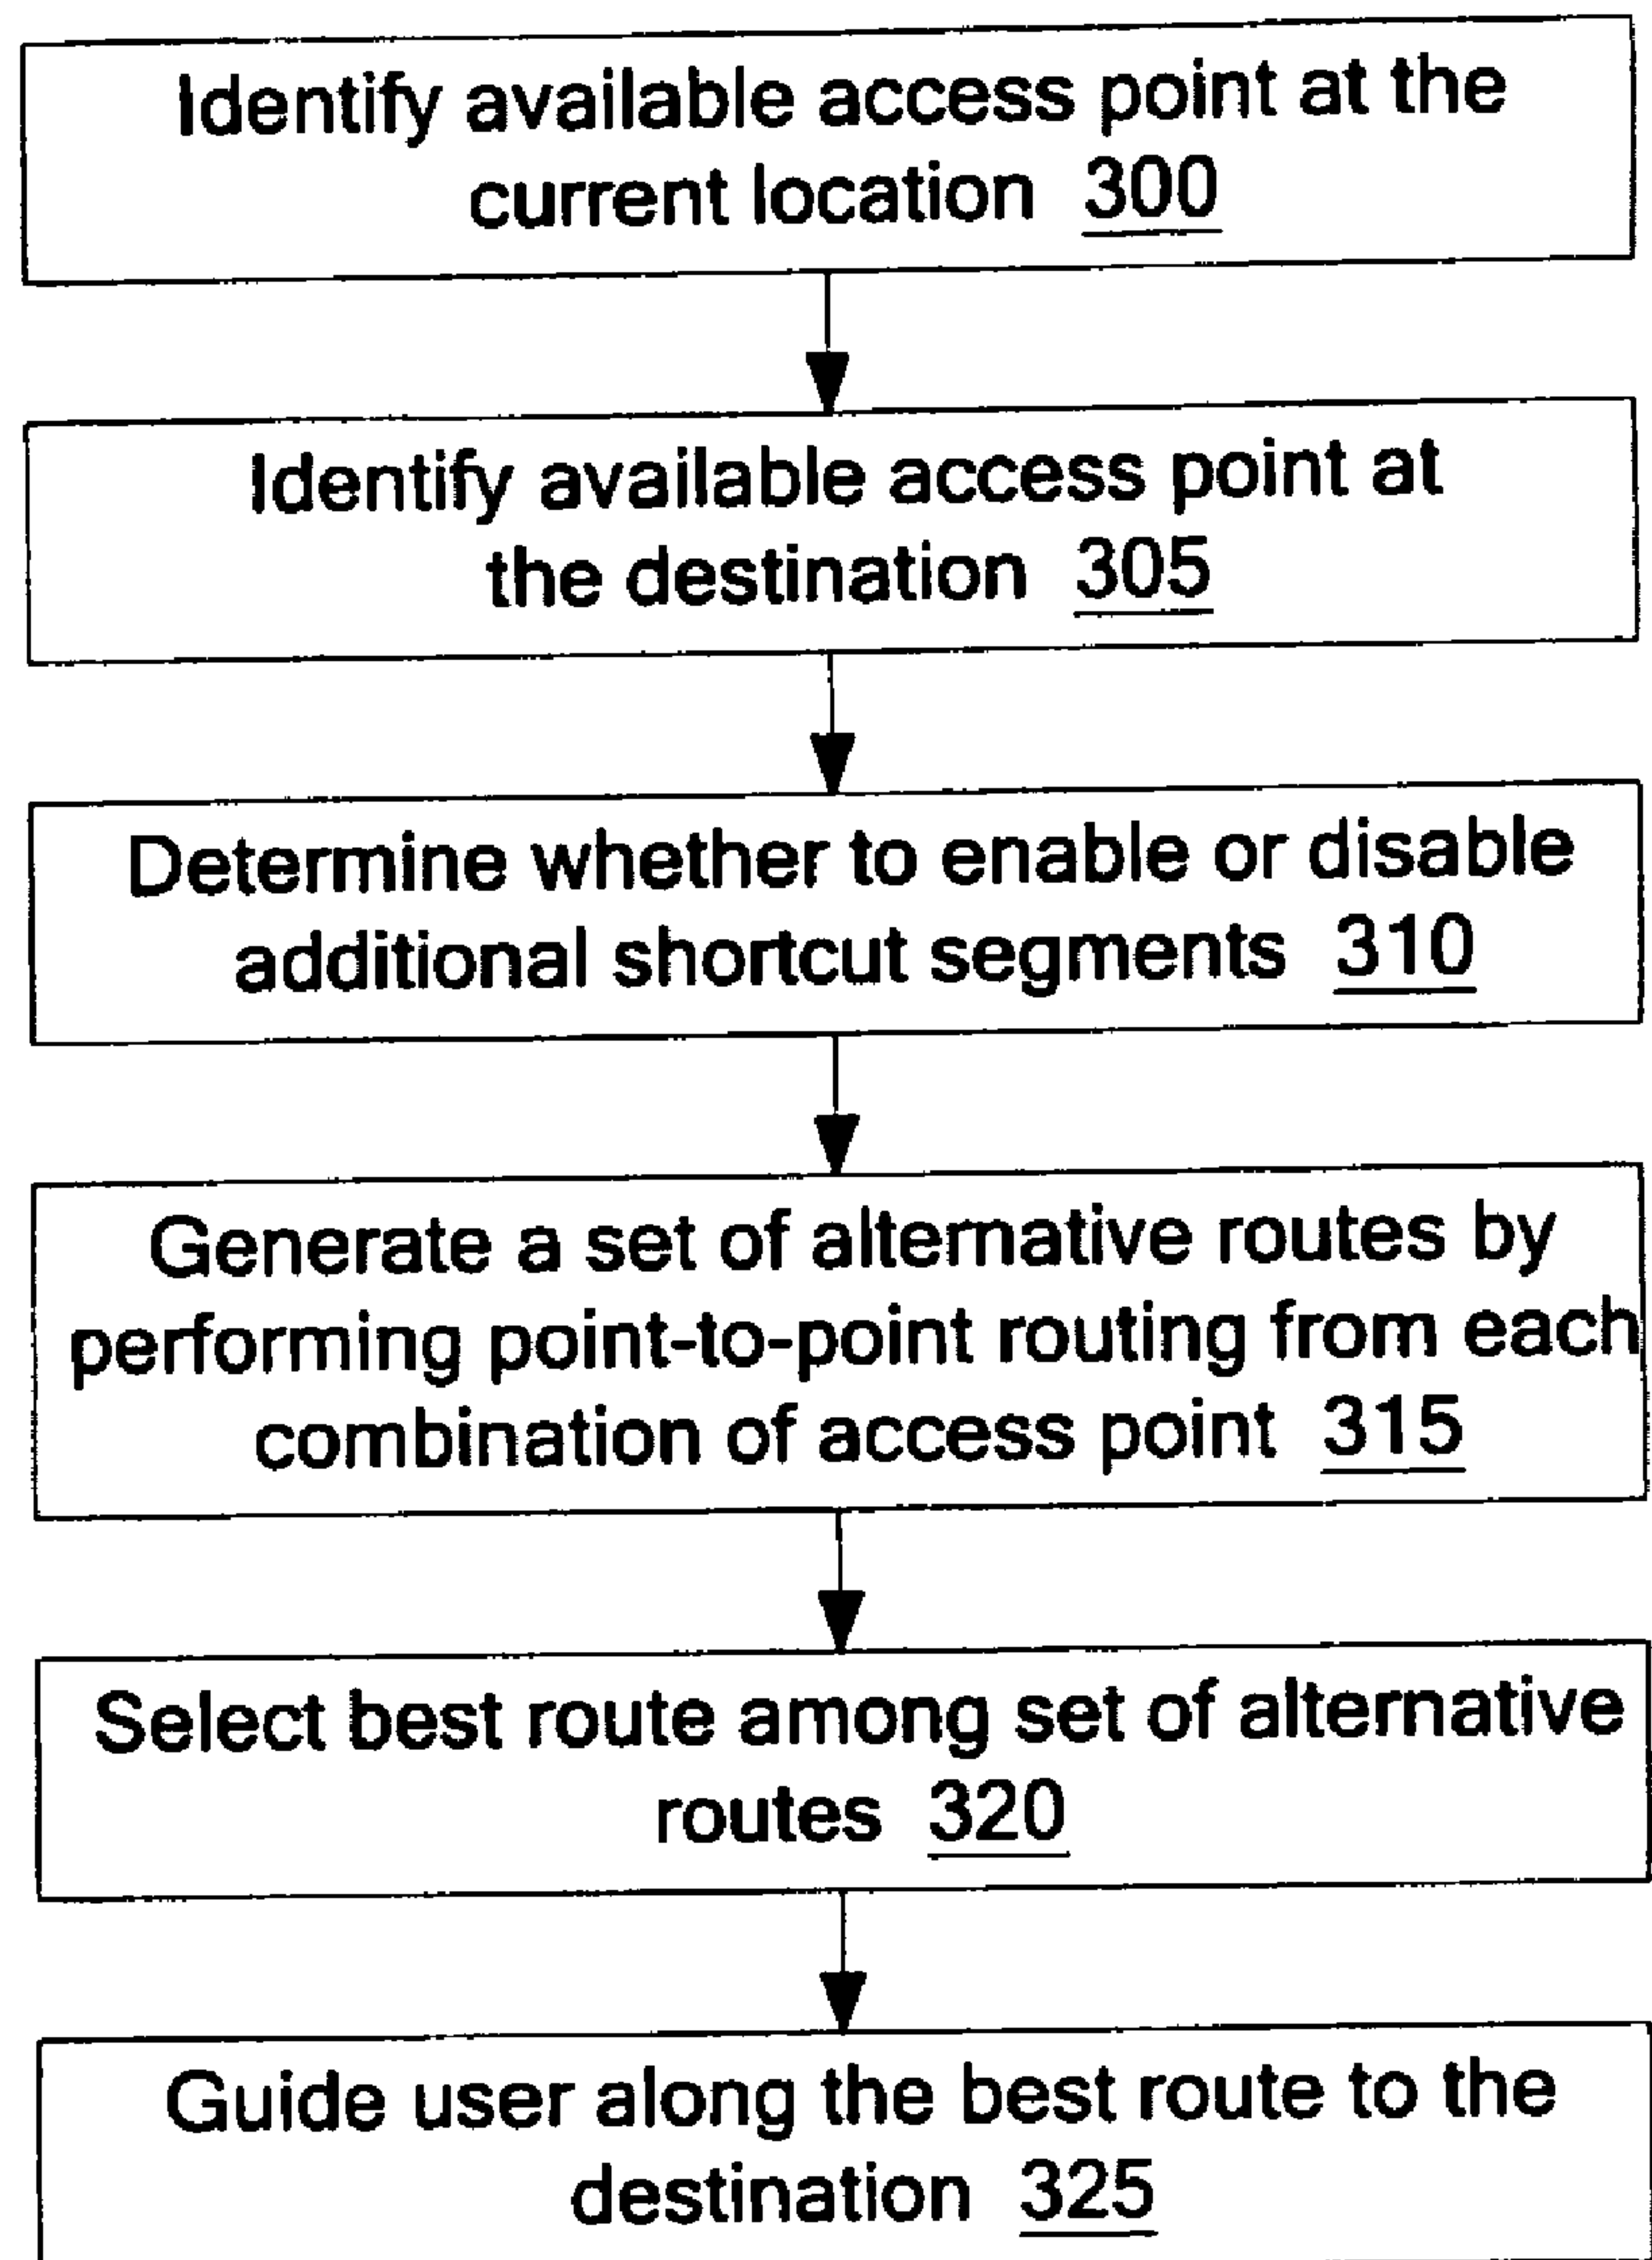 Identify available access point at the
current location 300
Identify available access point at
the destination 305
Determine whether to enable or disable
additional shortcut segments 310
Generate a set of alternative routes by
performing point-to-point routing from each
combination of access point 315
Select best route among set of alternative
routes 320
Guide user along the best route to the
destination 325